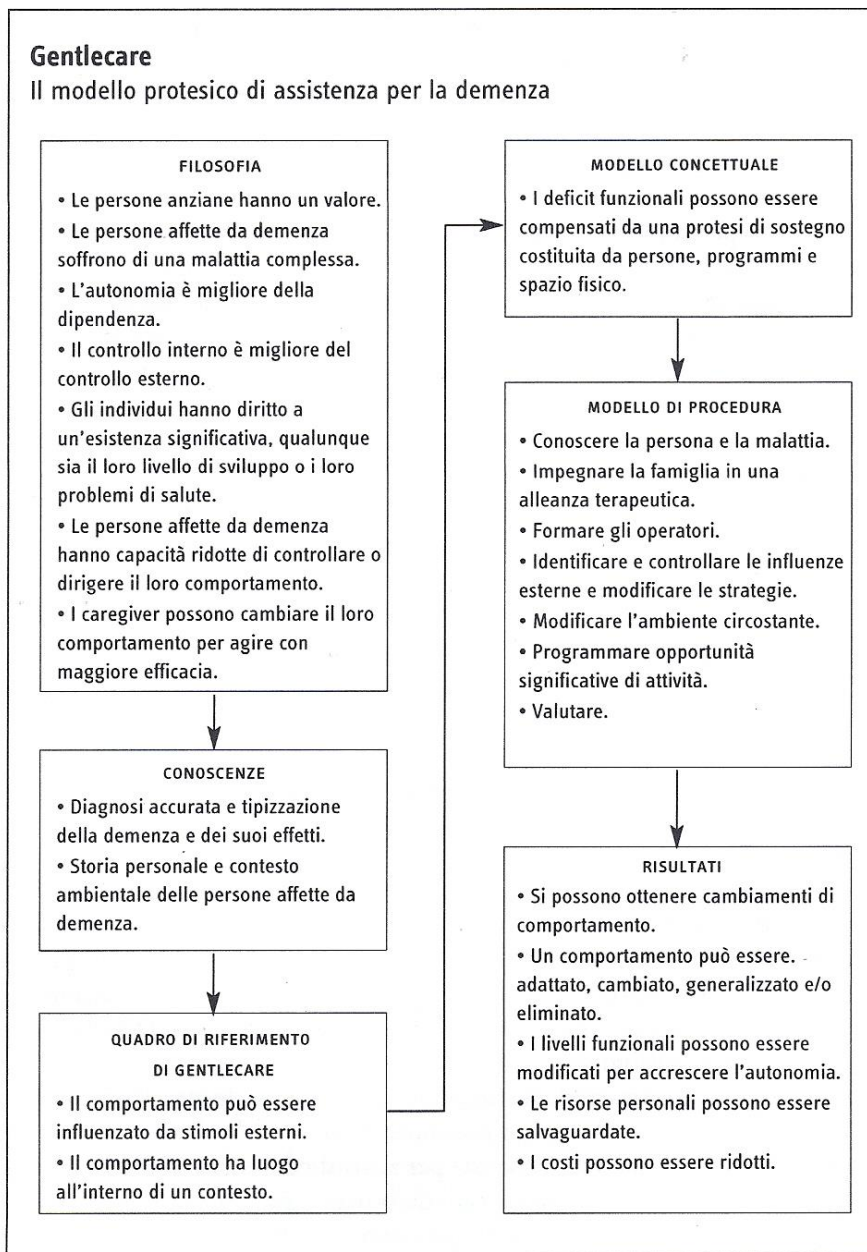 Gentlecare
Il modello protesico di assistenza per la demenza
FILOSOFIA
• Le persone anziane hanno un valore.
• Le persone affette da demenza
soffrono di una malattia complessa.
• L'autonomia è migliore della
dipendenza.
• Il controllo interno è migliore del
controllo esterno.
• Gli individui hanno diritto a
un'esistenza significativa, qualunque
sia il loro livello di sviluppo o i loro
problemi di salute.
• Le persone affette da demenza
hanno capacità ridotte di controllare o
dirigere il loro comportamento.
• I caregiver possono cambiare il loro
comportamento per agire con
maggiore efficacia.
CONOSCENZE
• Diagnosi accurata e tipizzazione
della demenza e dei suoi effetti.
• Storia personale e contesto
ambientale delle persone affette da
demenza.
QUADRO DI RIFERIMENTO
DI GENTLECARE
• Il comportamento può essere
influenzato da stimoli esterni.
• Il comportamento ha luogo
all'interno di un contesto.
MODELLO CONCETTUALE
• I deficit funzionali possono essere
compensati da una protesi di sostegno
costituita da persone, programmi e
spazio fisico.
MODELLO DI PROCEDURA
• Conoscere la persona e la malattia.
• Impegnare la famiglia in una
alleanza terapeutica.
• Formare gli operatori.
• Identificare e controllare le influenze
esterne e modificare le strategie.
• Modificare l'ambiente circostante.
• Programmare opportunità
significative di attività.
• Valutare.
RISULTATI
• Si possono ottenere cambiamenti di
comportamento.
• Un comportamento può essere.
adattato, cambiato, generalizzato e/o
eliminato.
• I livelli funzionali possono essere
modificati per accrescere l'autonomia.
• Le risorse personali possono essere
salvaguardate.
• I costi possono essere ridotti.